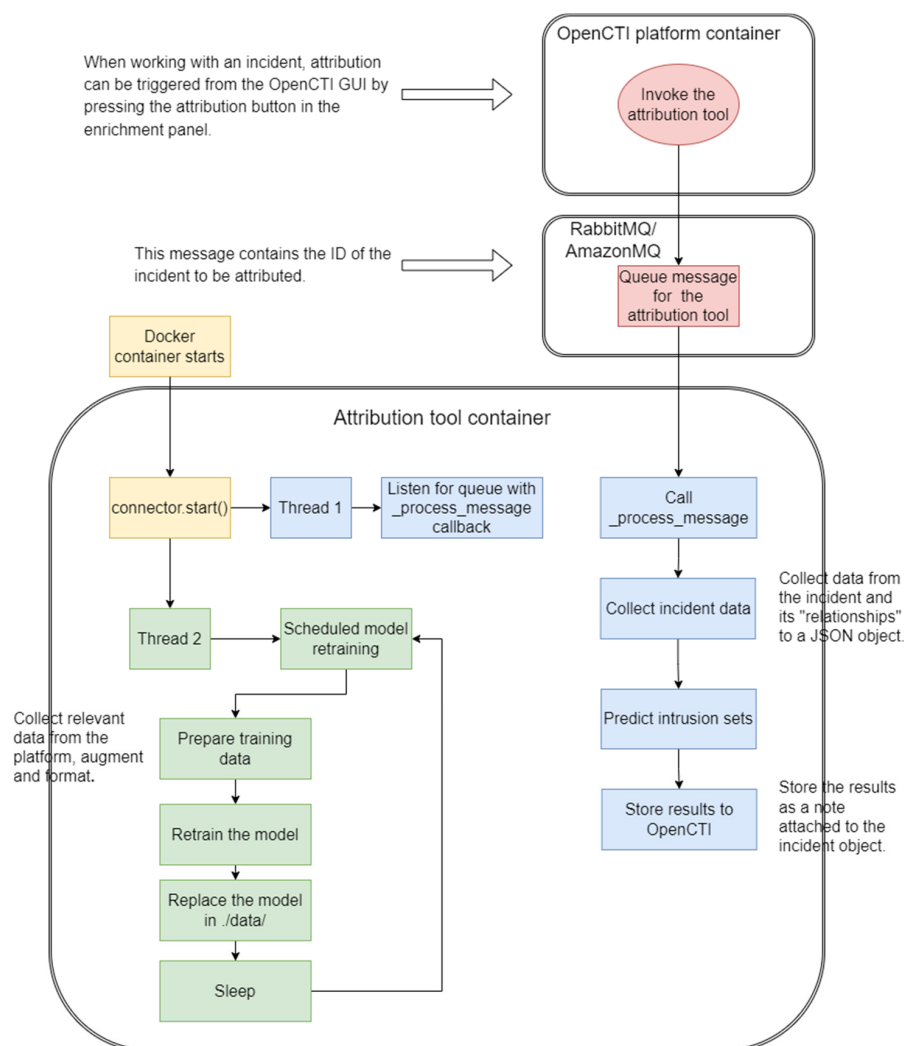 OpenCTI platform container
When working with an incident, attribution
can be triggered from the OpenCTI GUI by
pressing the attribution button in the
enrichment panel.
Invoke the
attribution tool
RabbitMQ/
AmazonMQ
This message contains the ID of the
incident to be attributed.
Queue message
for the
attribution tool
Docker
container starts
Attribution tool container
connector.start()
Thread 1
Listen for queue with
_process_message
callback
Call
_process_message
Collect incident data
Collect data from
the incident and
its "relationships"
to a JSON object.
Thread 2
Scheduled model
retraining
Predict intrusion sets
Collect relevant
data from the
platform, augment
and format.
Prepare training
data
Store results to
OpenCTI
Store the results
as a note
attached to the
incident object.
Retrain the model
Replace the model
in ./data/
Sleep